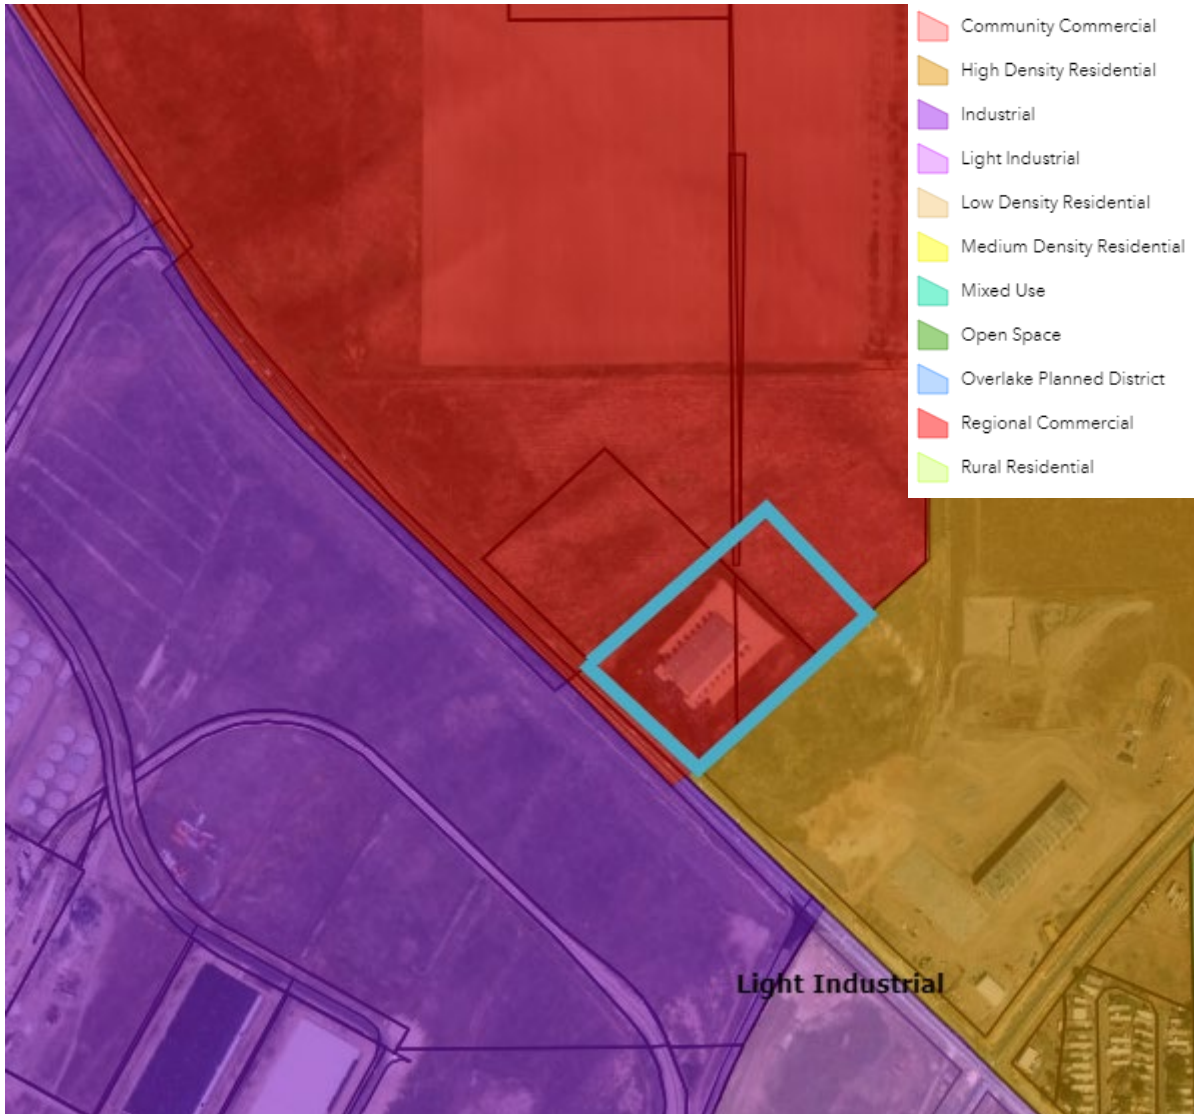 Community Commercial
High Density Residential
Industrial
Light Industrial
Low Density Residential
Medium Density Residential
Mixed Use
Open Space
Overlake Planned District
Regional Commercial
Rural Residential
Light Industrial